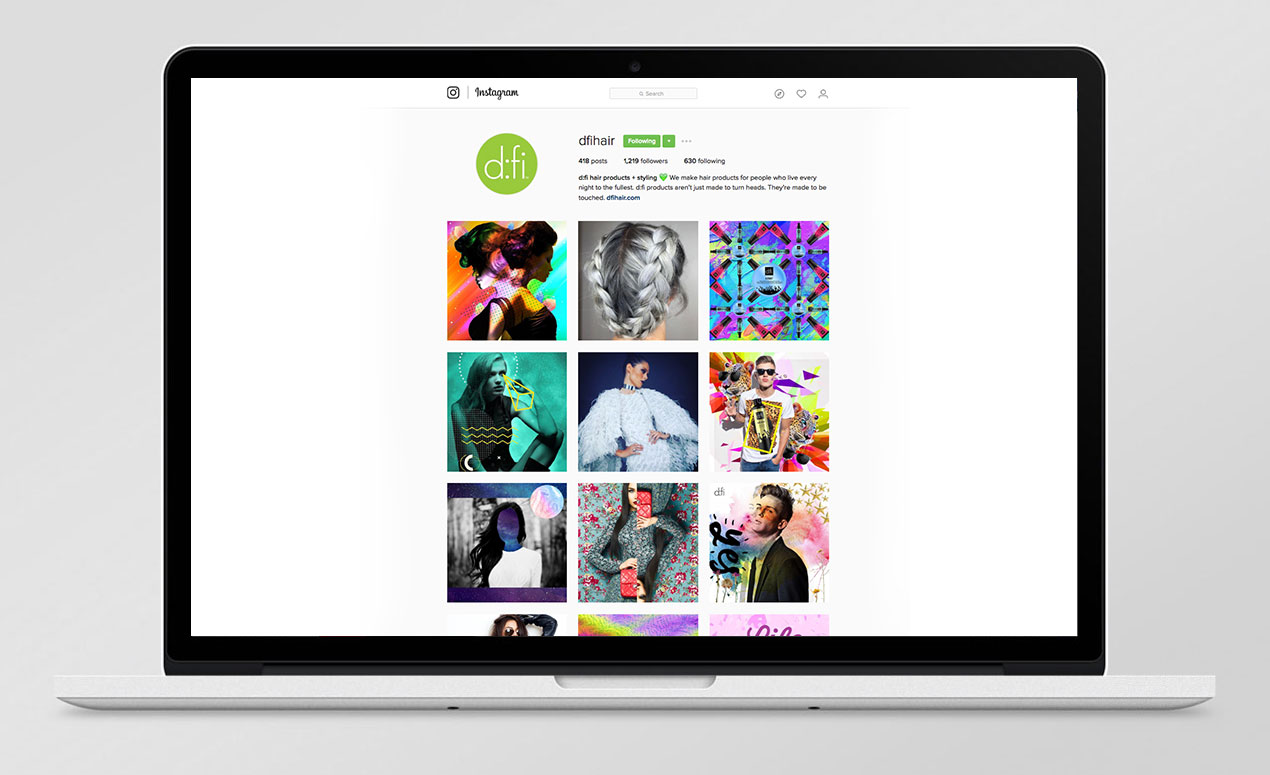 Instagram
Search
d:fi
dfihair Following
418 posts 1,219 followers 630 following
d:fi hair products + styling 💚 We make hair products for people who live every
night to the fullest. d:fi products aren't just made to turn heads. They're made to be
touched. dfihair.com
d:fi
yes